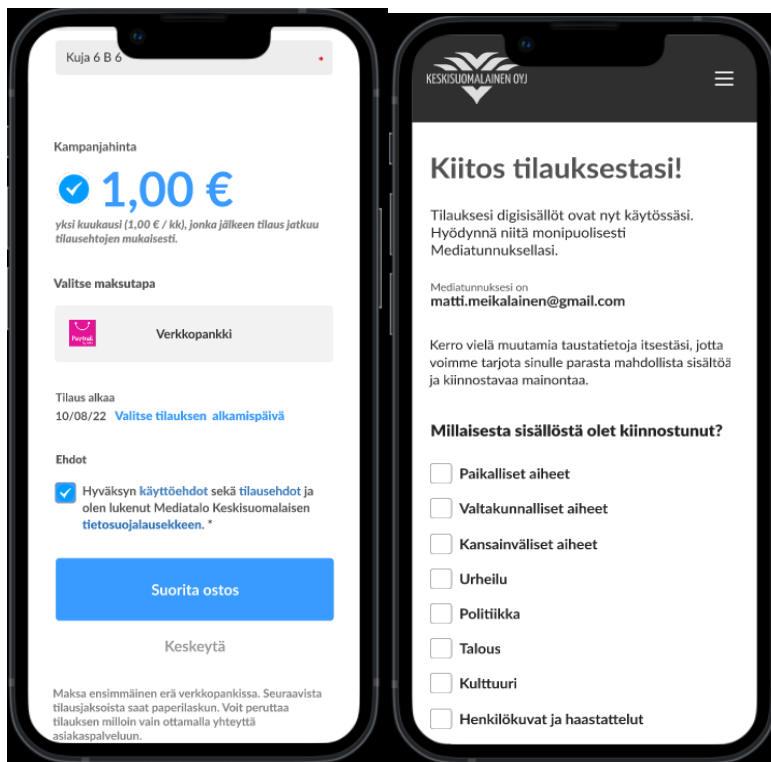 Kuja 6 B 6 *
Kampanjahinta
1,00 €
yksi kuukausi (1,00 € / kk), jonka jälkeen tilaus jatkuu
tilausehtojen mukaisesti.
Valitse maksutapa
Paytrail
Verkkopankki
Tilaus alkaa
10/08/22 Valitse tilauksen alkamispäivä
Ehdot
Hyväksyn käyttöehdot sekä tilausehdot ja
olen lukenut Mediatalo Keskisuomalaisen
tietosuojalausekkeen. *
Suorita ostos
Keskeytä
Maksa ensimmäinen erä verkkopankissa. Seuraavista
tilausjaksoista saat paperilaskun. Voit peruttaa
tilauksen milloin vain ottamalla yhteyttä
asiakaspalveluun.
KESKISUOMALAINEN OYJ
Kiitos tilauksestasi!
Tilauksesi digisisällöt ovat nyt käytössäsi.
Hyödynnä niitä monipuolisesti
Mediatunnuksellasi.
Mediatunnuksesi on
matti.meikalainen@gmail.com
Kerro vielä muutamia taustatietoja itsestäsi, jotta
voimme tarjota sinulle parasta mahdollista sisältöä
ja kiinnostavaa mainontaa.
Millaisesta sisällöstä olet kiinnostunut?
Paikalliset aiheet
Valtakunnalliset aiheet
Kansainväliset aiheet
Urheilu
Politiikka
Talous
Kulttuuri
Henkilökuvat ja haastattelut